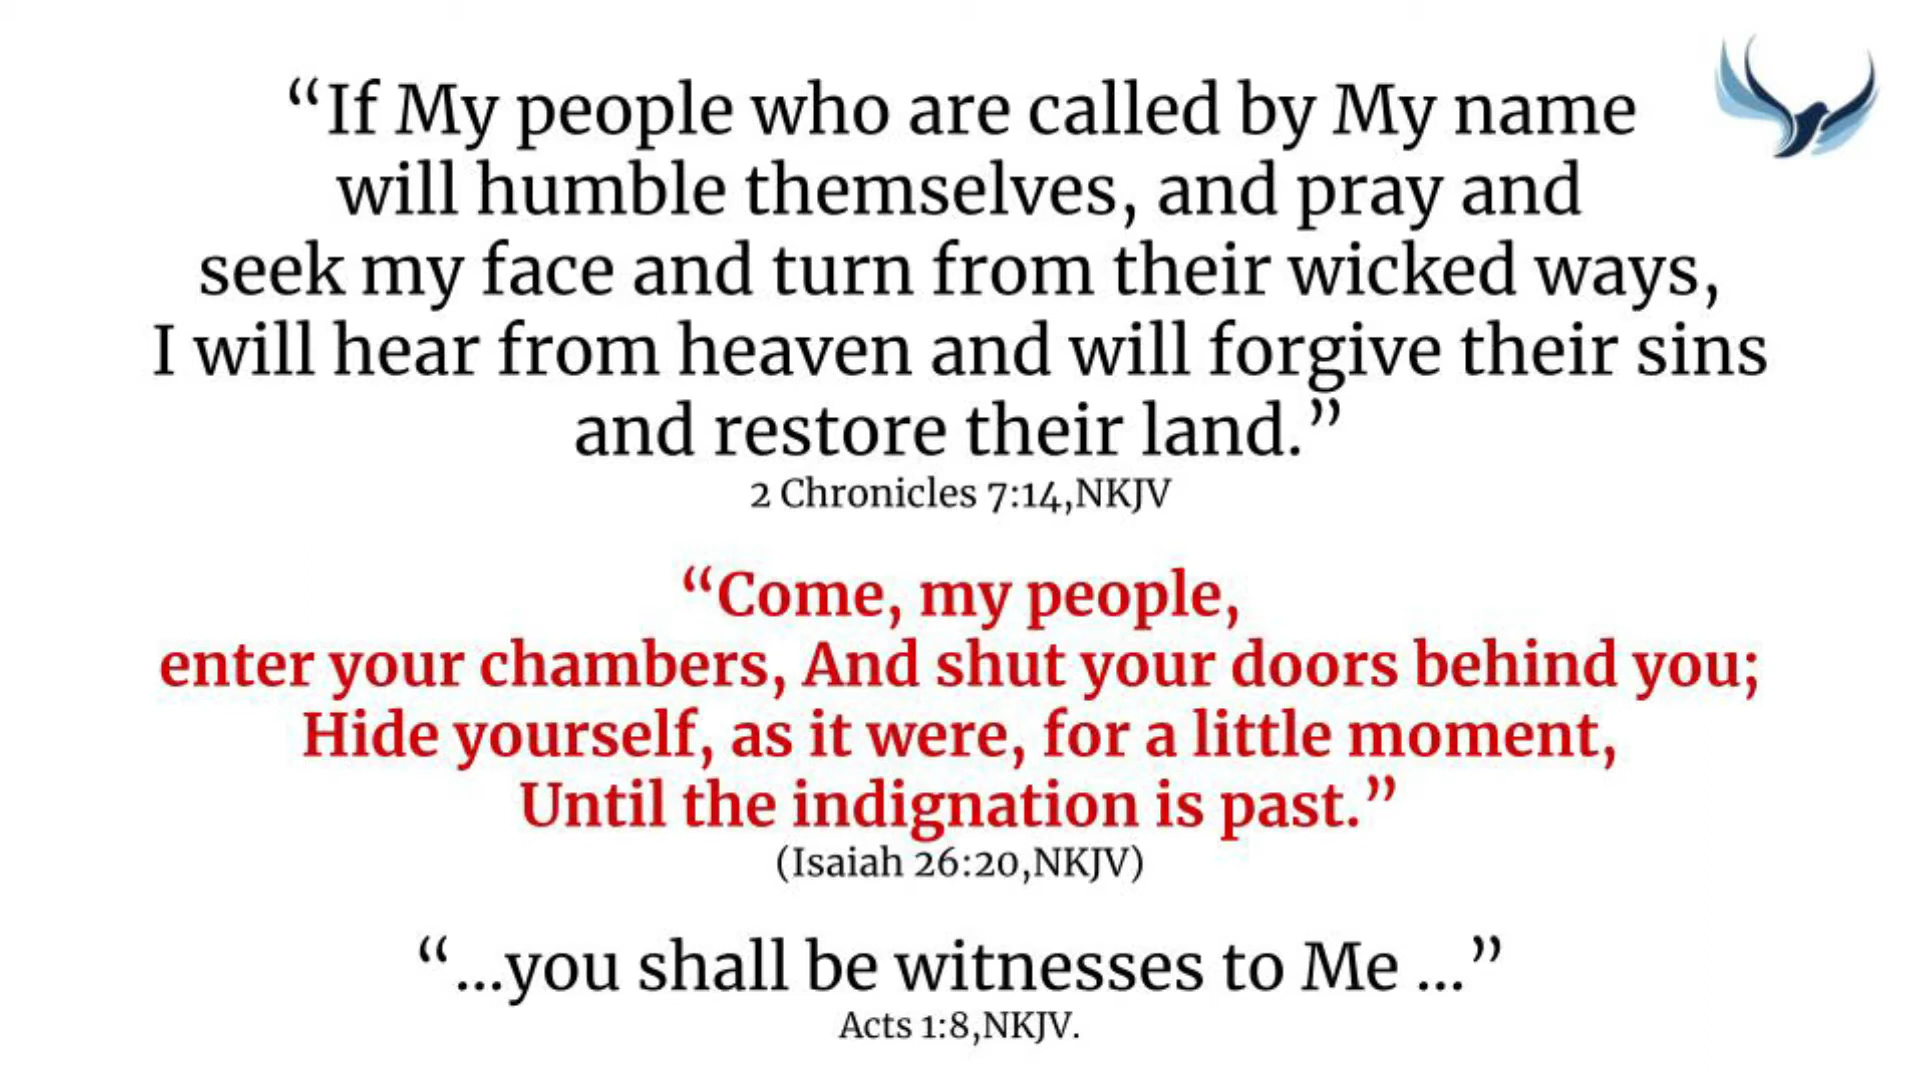 “If My people who are called by My name
will humble themselves, and pray and
seek my face and turn from their wicked ways,
I will hear from heaven and will forgive their sins
and restore their land.”
2 Chronicles 7:14,NKJV
“Come, my people,
enter your chambers, And shut your doors behind you;
Hide yourself, as it were, for a little moment,
Until the indignation is past.”
(Isaiah 26:20,NKJV)
“...you shall be witnesses to Me ...”
Acts 1:8,NKJV.